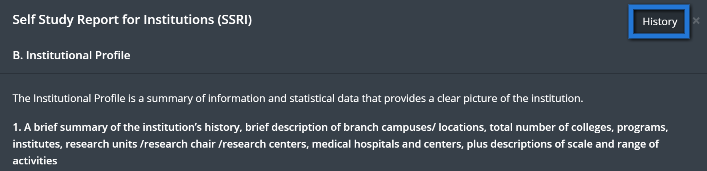 Self Study Report for Institutions (SSRI)
History ×
B. Institutional Profile
The Institutional Profile is a summary of information and statistical data that provides a clear picture of the institution.
1. A brief summary of the institution’s history, brief description of branch campuses/ locations, total number of colleges, programs,
institutes, research units /research chair /research centers, medical hospitals and centers, plus descriptions of scale and range of
activities